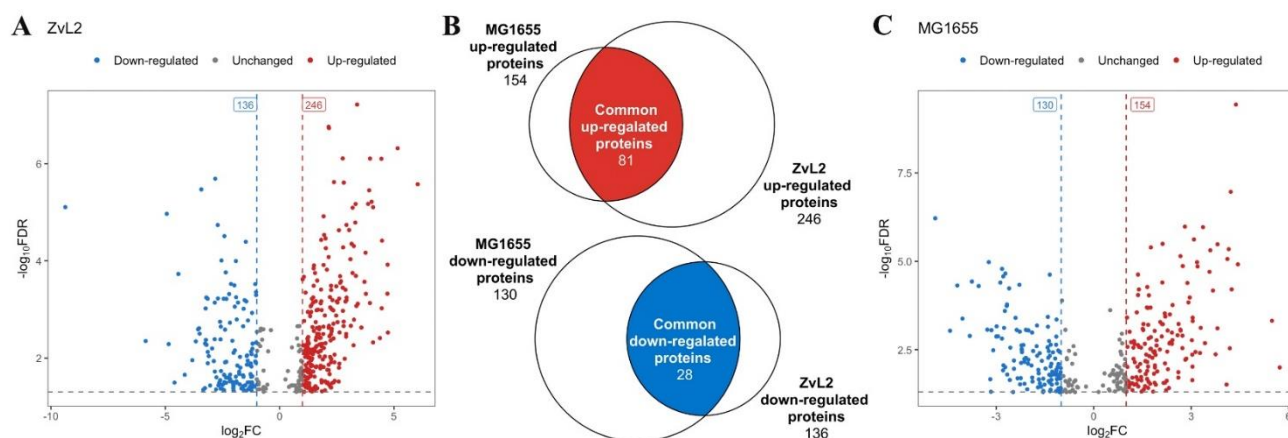 A ZvL2
Down-regulated Unchanged Up-regulated
136
246
6
4
2
-10
-5
0
5
-log10FDR
log2FC
B
MG1655
up-regulated
proteins
154
Common
up-regalated
proteins
81
ZvL2
up-regulated
proteins
246
MG1655
down-regulated
proteins
130
Common
down-regalated
proteins
28
ZvL2
down-regulated
proteins
136
C MG1655
Down-regulated Unchanged Up-regulated
130
154
7.5
5.0
2.5
-3
0
3
6
-log10FDR
log2FC